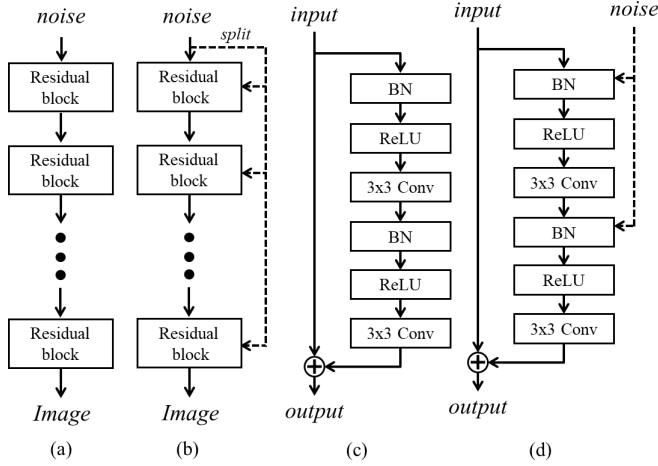 noise
Residual
block
Residual
block
Residual
block
Image
(a)
noise
split
Residual
block
Residual
block
Residual
block
Image
(b)
input
BN
ReLU
3x3 Conv
BN
ReLU
3x3 Conv
output
(c)
input
noise
BN
ReLU
3x3 Conv
BN
ReLU
3x3 Conv
output
(d)